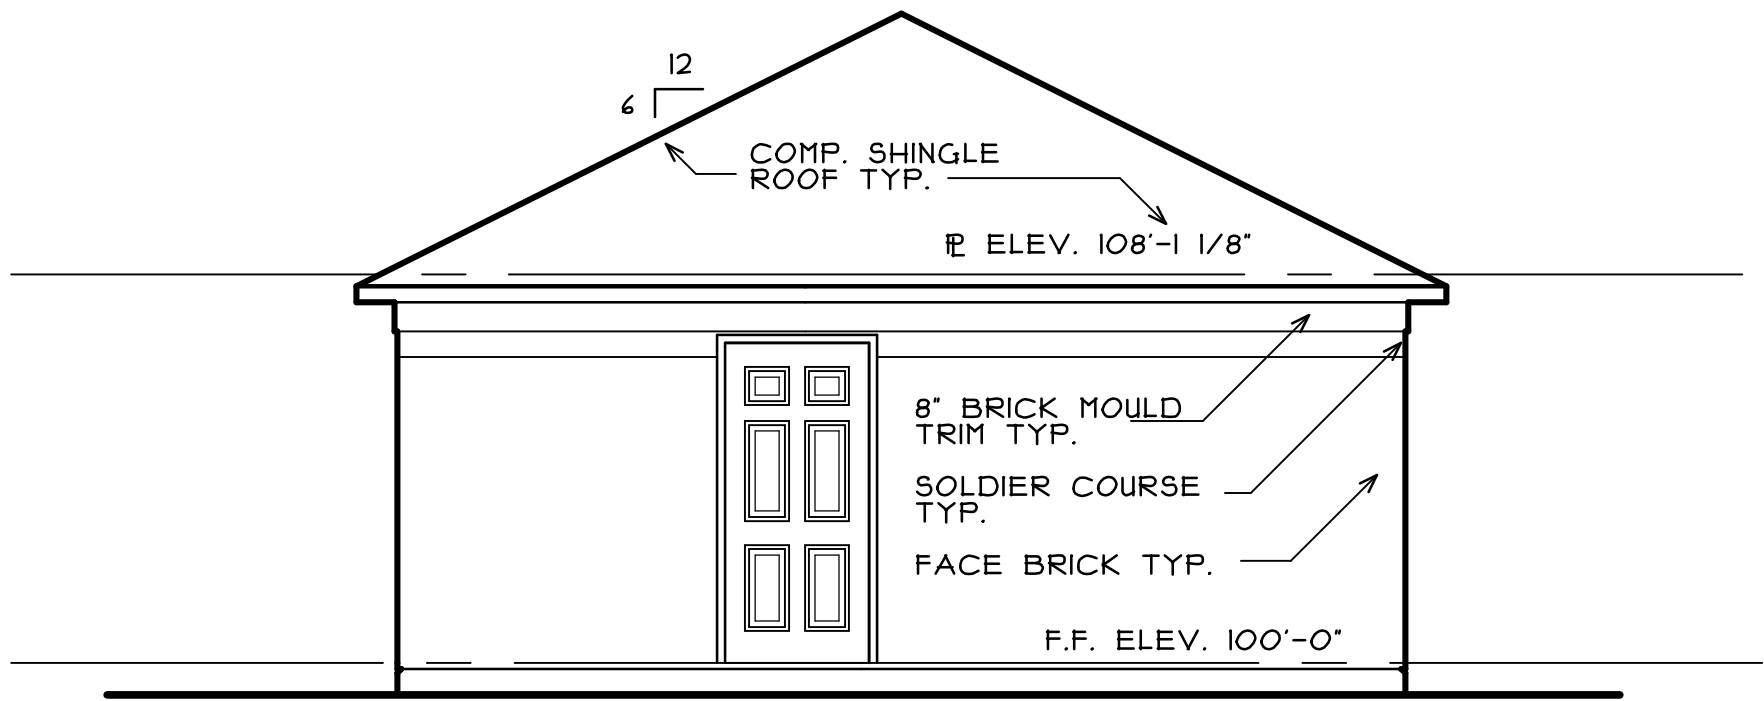 12
6
COMP. SHINGLE
ROOF TYP.
℄ ELEV. 108'-1 1/8"
8" BRICK MOULD
TRIM TYP.
SOLDIER COURSE
TYP.
FACE BRICK TYP.
F.F. ELEV. 100'-0"